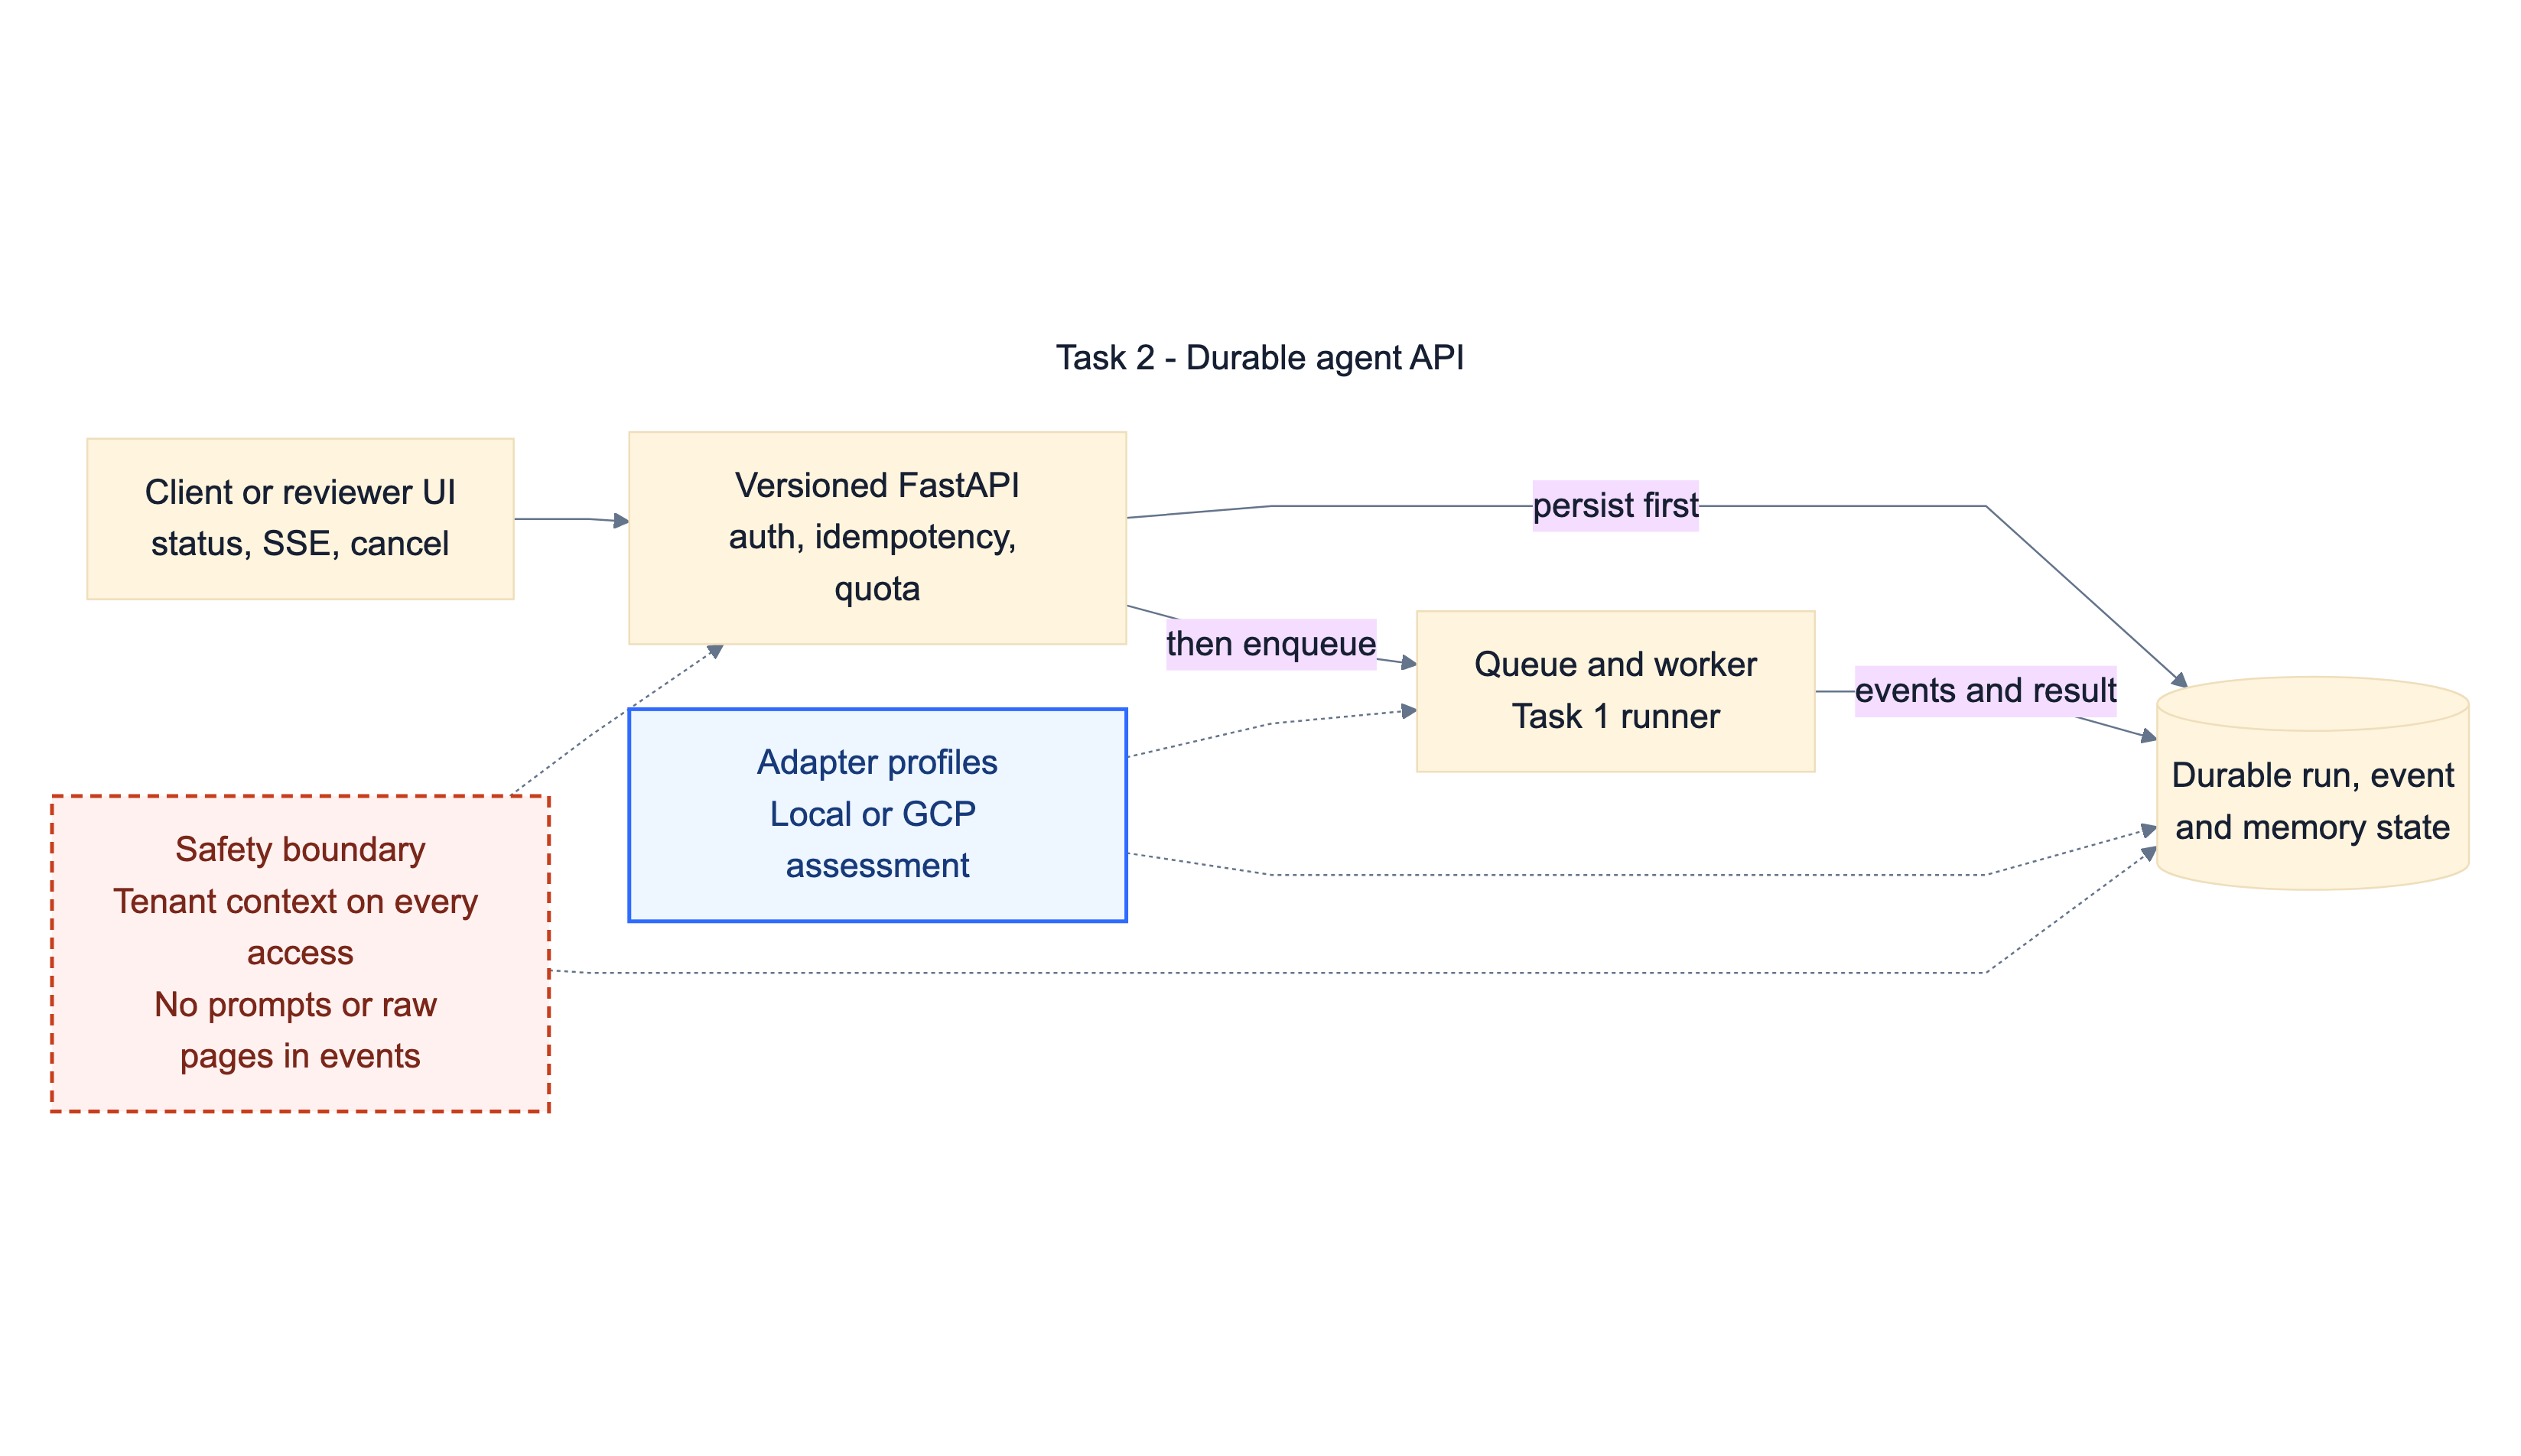 Task 2 - Durable agent API
Client or reviewer UI
status, SSE, cancel
Versioned FastAPI
auth, idempotency,
quota
persist first
then enqueue
Queue and worker
Task 1 runner
events and result
Durable run, event
and memory state
Adapter profiles
Local or GCP
assessment
Safety boundary
Tenant context on every
access
No prompts or raw
pages in events